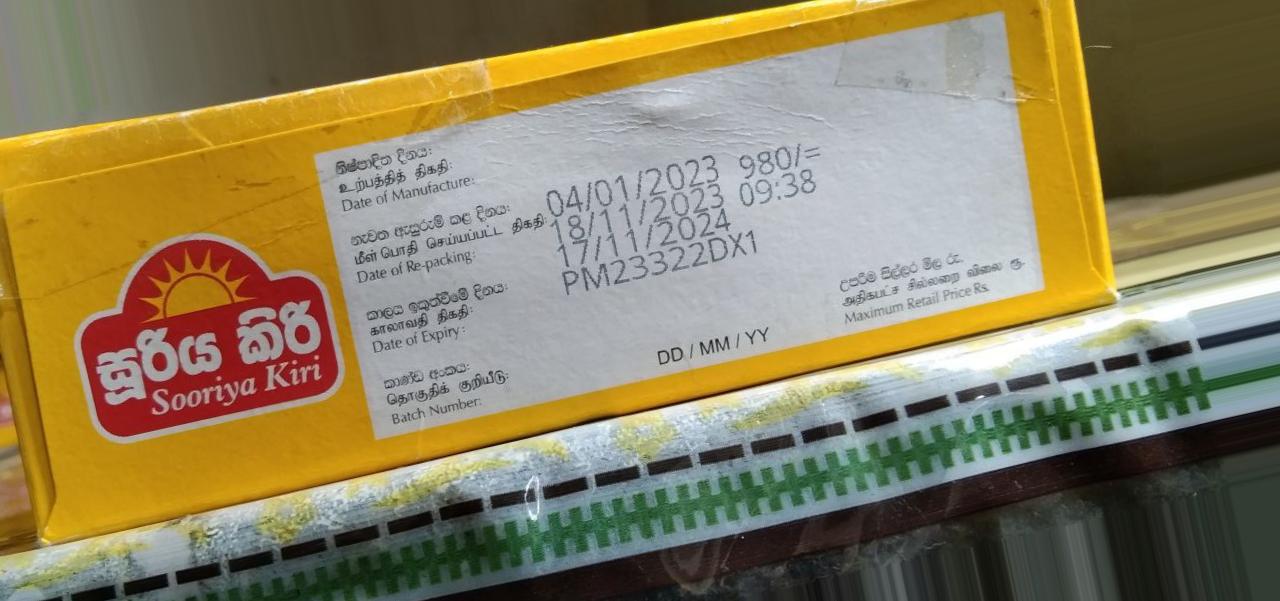 සූරිය කිරි
Sooriya Kiri
නිෂ්පාදිත දිනය:
உற்பத்தித் திகதி:
Date of Manufacture:
නැවත ඇසුරුම් කළ දිනය:
மீள் பொதி செய்யப்பட்ட திகதி:
Date of Re-packing:
කාලය ඉකුත්වීමේ දිනය:
காலாவதி திகதி:
Date of Expiry:
කාණ්ඩ අංකය:
தொகுதிக் குறியீடு:
Batch Number:
04/01/2023 980/=
18/11/2023 09:38
17/11/2024
PM23322DX1
DD / MM / YY
උපරිම සිල්ලර මිල රු.
அதிகபட்ச சில்லறை விலை ரூ.
Maximum Retail Price Rs.